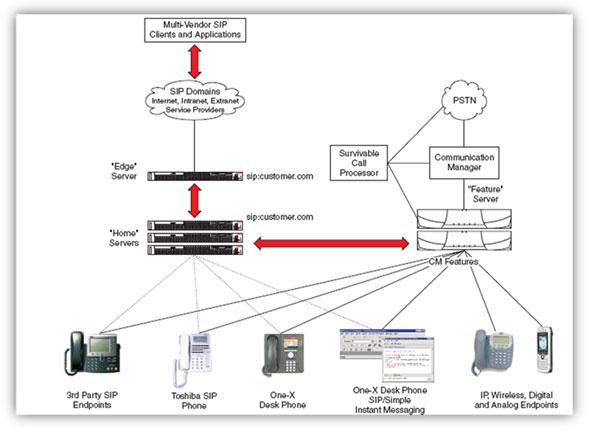 Multi-Vendor SIP
Clients and Applications
SIP Domains
Internet, Intranet, Extranet
Service Providers
PSTN
Survivable
Call
Processor
Communication
Manager
"Edge"
Server
sip:customer.com
"Feature"
Server
sip:customer.com
"Home"
Servers
CM Features
3rd Party SIP
Endpoints
Toshiba SIP
Phone
One-X
Desk Phone
One-X Desk Phone
SIP/Simple
Instant Messaging
IP, Wireless, Digital
and Analog Endpoints